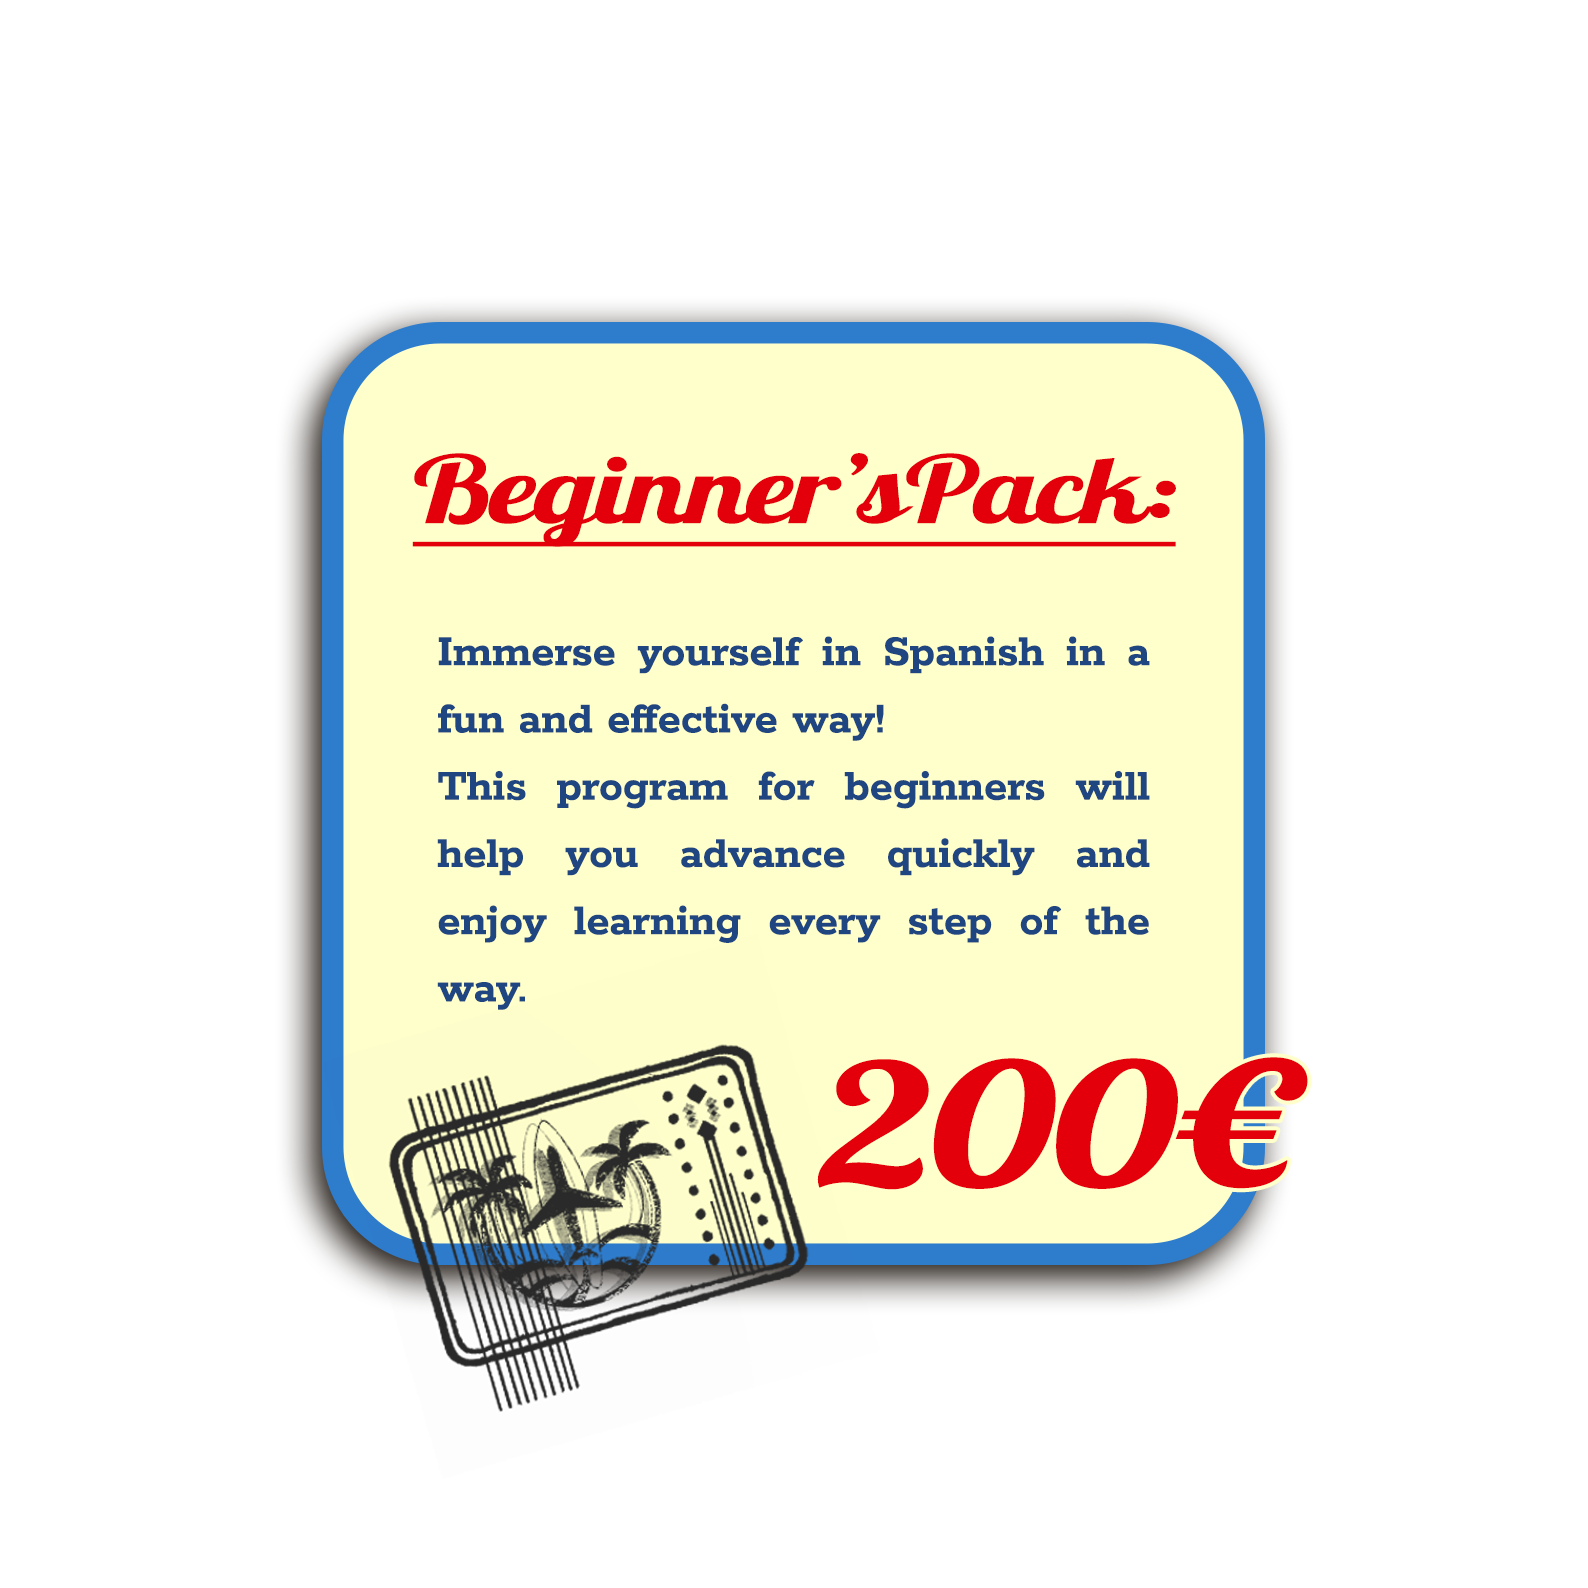 Beginner’s Pack:
Immerse yourself in Spanish in a
fun and effective way!
This program for beginners will
help you advance quickly and
enjoy learning every step of the
way.
200€